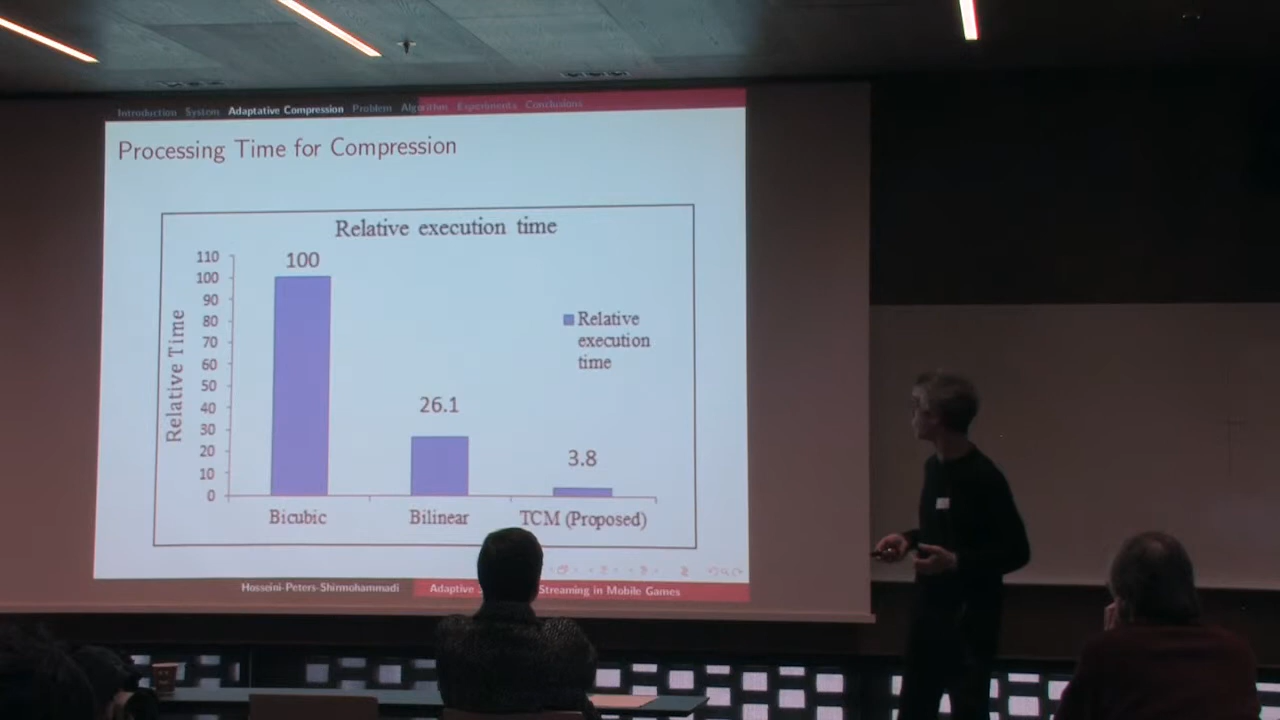 Introduction System Adaptative Compression Problem Algorithm Experiments Conclusions
Processing Time for Compression
Relative execution time
Relative Time
110
100
90
80
70
60
50
40
30
20
10
0
100
26.1
3.8
Relative
execution
time
Bicubic Bilinear TCM (Proposed)
Hosseini-Peters-Shirmohammadi Adaptive Streaming in Mobile Games